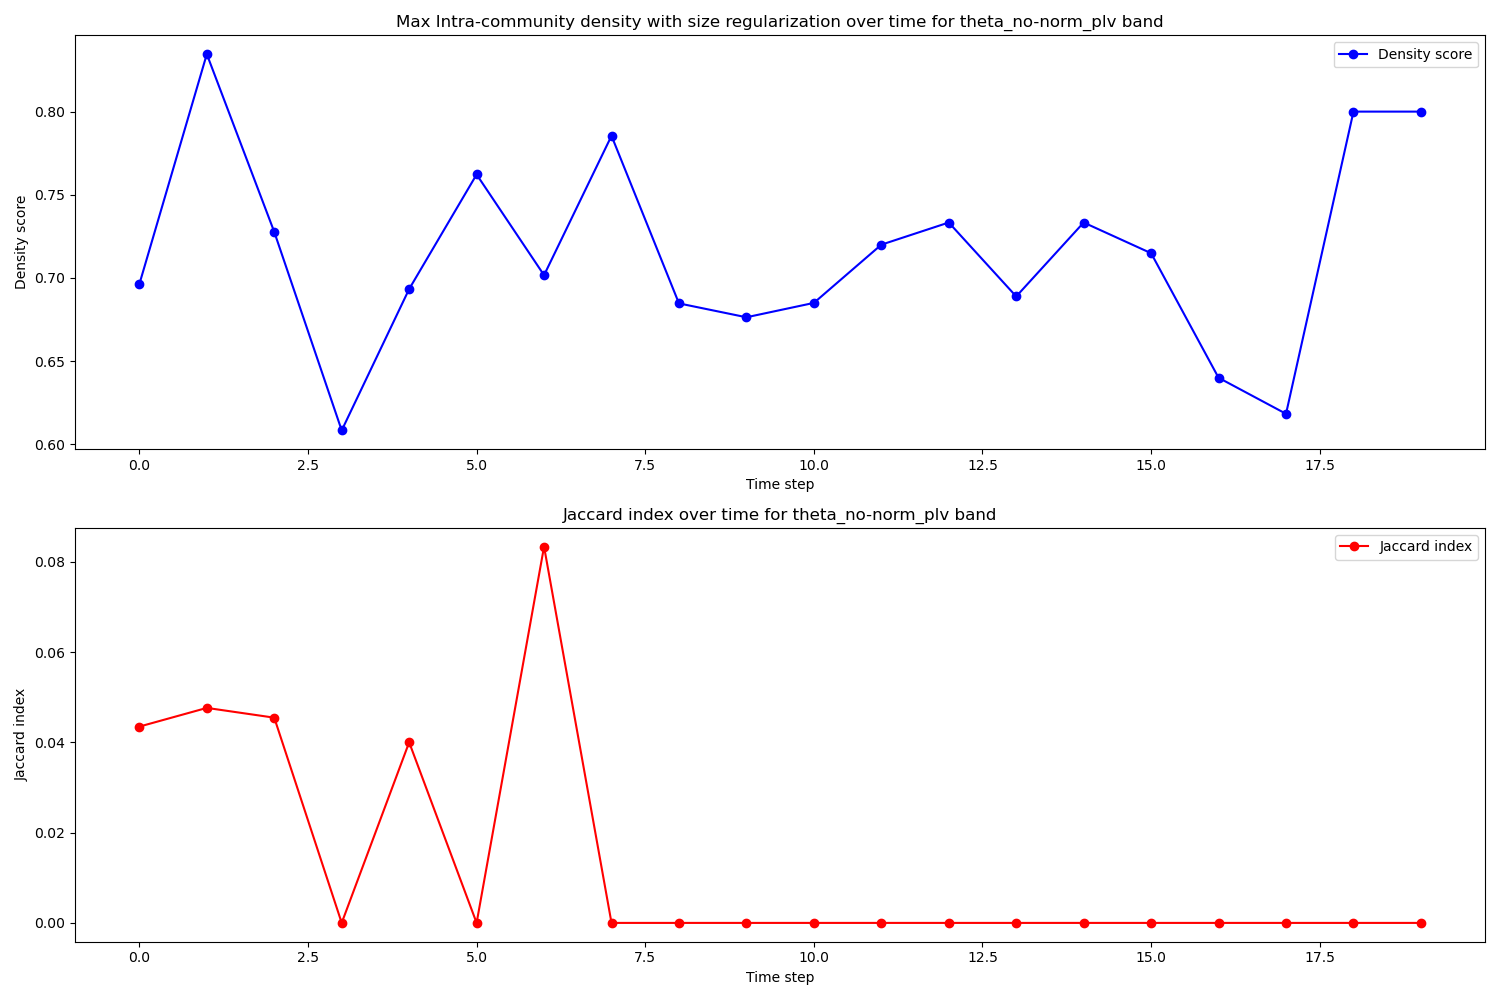 Max Intra-community density with size regularization over time for theta_no-norm_plv band
Density score
0.80
0.75
0.70
0.65
0.60
Density score
0.0 2.5 5.0 7.5 10.0 12.5 15.0 17.5
Time step
Jaccard index over time for theta_no-norm_plv band
Jaccard index
0.08
0.06
0.04
0.02
0.00
Jaccard index
0.0 2.5 5.0 7.5 10.0 12.5 15.0 17.5
Time step